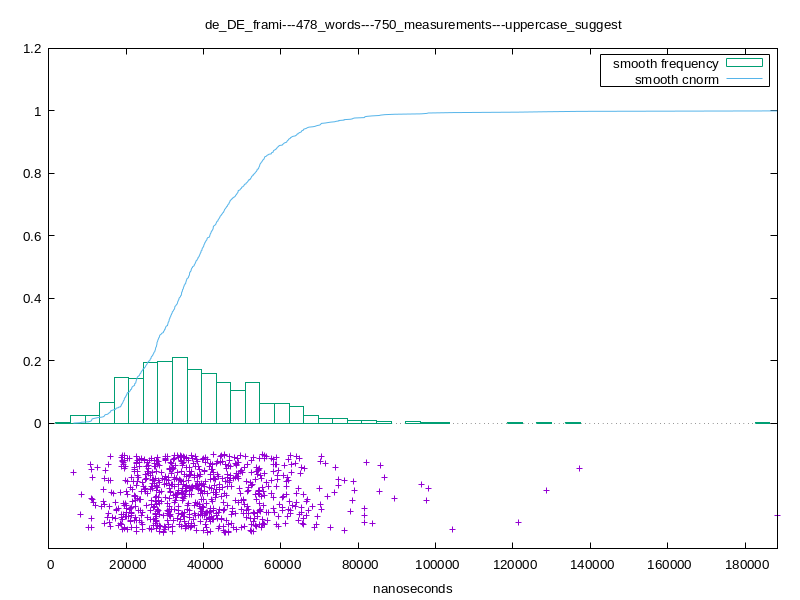 de_DE_frami---478_words---750_measurements---uppercase_suggest
smooth frequency
smooth cnorm
1.2
1
0.8
0.6
0.4
0.2
0
0 20000 40000 60000 80000 100000 120000 140000 160000 180000
nanoseconds